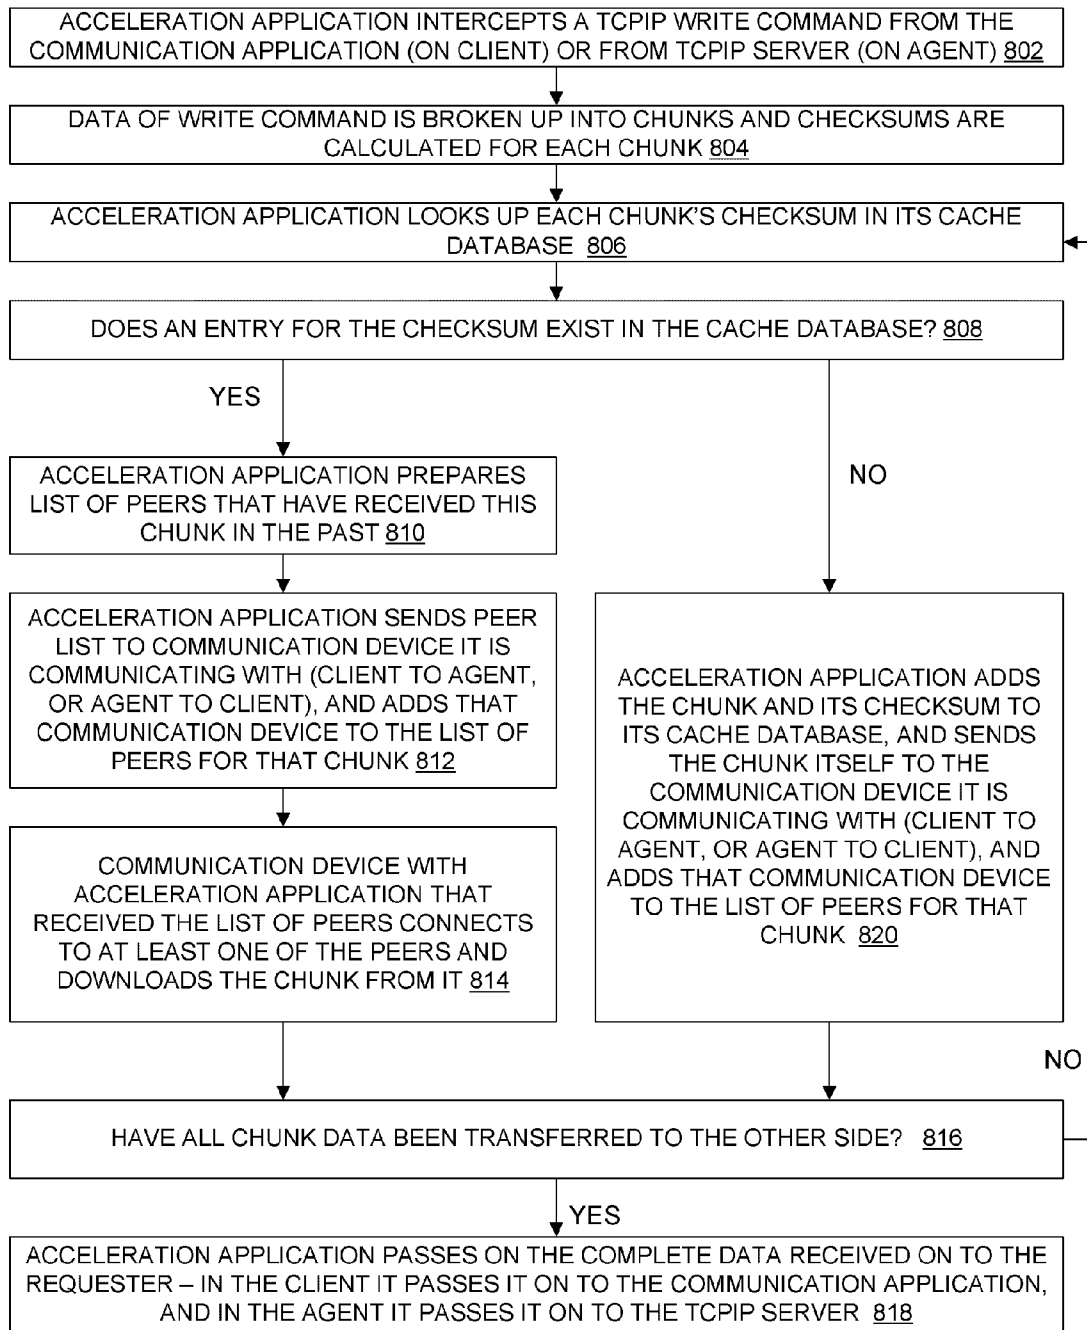 ACCELERATION APPLICATION INTERCEPTS A TCPIP WRITE COMMAND FROM THE
COMMUNICATION APPLICATION (ON CLIENT) OR FROM TCPIP SERVER (ON AGENT) 802
DATA OF WRITE COMMAND IS BROKEN UP INTO CHUNKS AND CHECKSUMS ARE
CALCULATED FOR EACH CHUNK 804
ACCELERATION APPLICATION LOOKS UP EACH CHUNK'S CHECKSUM IN ITS CACHE
DATABASE 806
DOES AN ENTRY FOR THE CHECKSUM EXIST IN THE CACHE DATABASE? 808
YES
ACCELERATION APPLICATION PREPARES
LIST OF PEERS THAT HAVE RECEIVED THIS
CHUNK IN THE PAST 810
ACCELERATION APPLICATION SENDS PEER
LIST TO COMMUNICATION DEVICE IT IS
COMMUNICATING WITH (CLIENT TO AGENT,
OR AGENT TO CLIENT), AND ADDS THAT
COMMUNICATION DEVICE TO THE LIST OF
PEERS FOR THAT CHUNK 812
COMMUNICATION DEVICE WITH
ACCELERATION APPLICATION THAT
RECEIVED THE LIST OF PEERS CONNECTS
TO AT LEAST ONE OF THE PEERS AND
DOWNLOADS THE CHUNK FROM IT 814
NO
ACCELERATION APPLICATION ADDS
THE CHUNK AND ITS CHECKSUM TO
ITS CACHE DATABASE, AND SENDS
THE CHUNK ITSELF TO THE
COMMUNICATION DEVICE IT IS
COMMUNICATING WITH (CLIENT TO
AGENT, OR AGENT TO CLIENT), AND
ADDS THAT COMMUNICATION DEVICE
TO THE LIST OF PEERS FOR THAT
CHUNK 820
NO
HAVE ALL CHUNK DATA BEEN TRANSFERRED TO THE OTHER SIDE? 816
YES
ACCELERATION APPLICATION PASSES ON THE COMPLETE DATA RECEIVED ON TO THE
REQUESTER – IN THE CLIENT IT PASSES IT ON TO THE COMMUNICATION APPLICATION,
AND IN THE AGENT IT PASSES IT ON TO THE TCPIP SERVER 818